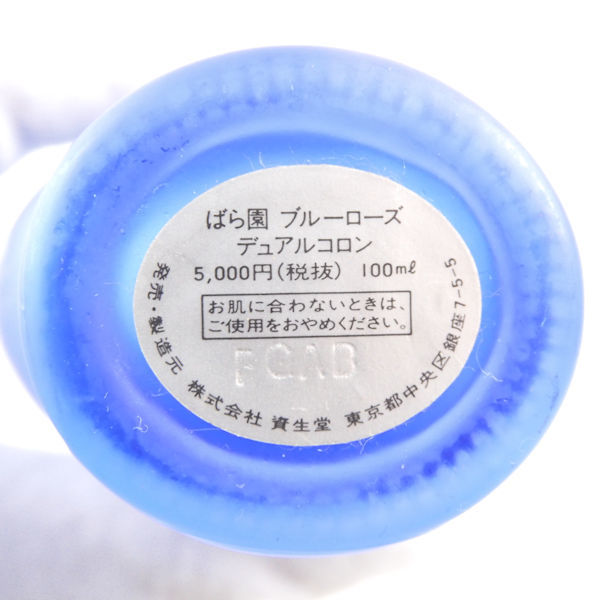 ばら園 ブルーローズ
デュアルコロン
5,000円(税抜) 100mℓ
お肌に合わないときは、
ご使用をおやめください。
発売・製造元 株式会社 資生堂 東京都中央区銀座7-5-5